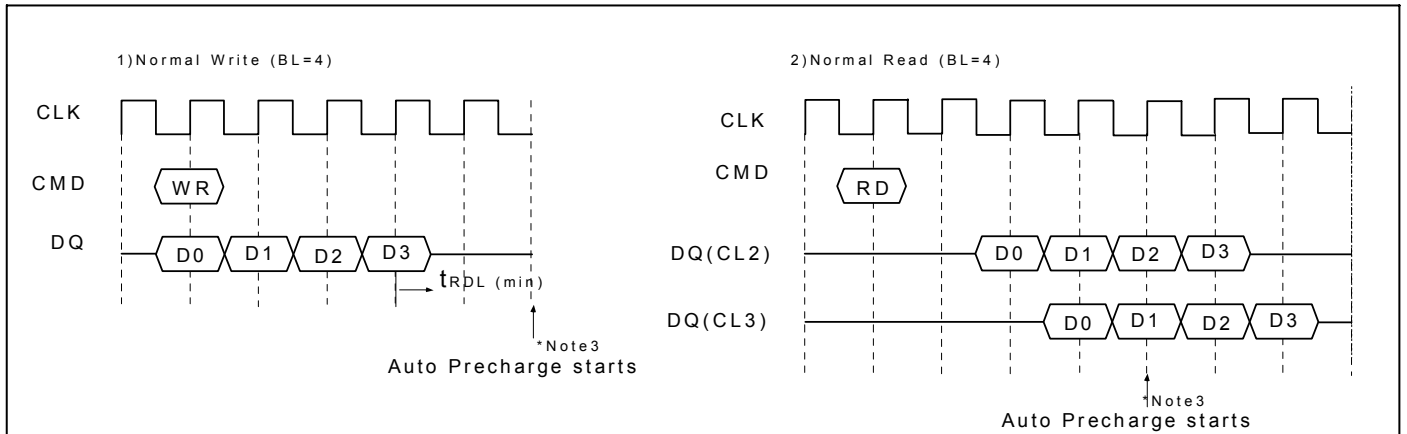 1)Normal Write (BL=4)
CLK
CMD
WR
DQ
D0 D1 D2 D3
tRDL (min)
*Note3
Auto Precharge starts
2)Normal Read (BL=4)
CLK
CMD
RD
DQ(CL2)
D0 D1 D2 D3
DQ(CL3)
D0 D1 D2 D3
*Note3
Auto Precharge starts